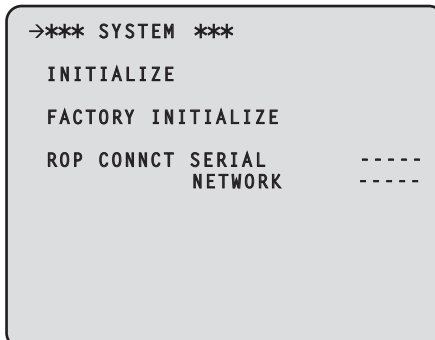 →*** SYSTEM ***
INITIALIZE
FACTORY INITIALIZE
ROP CONNCT SERIAL -----
NETWORK -----